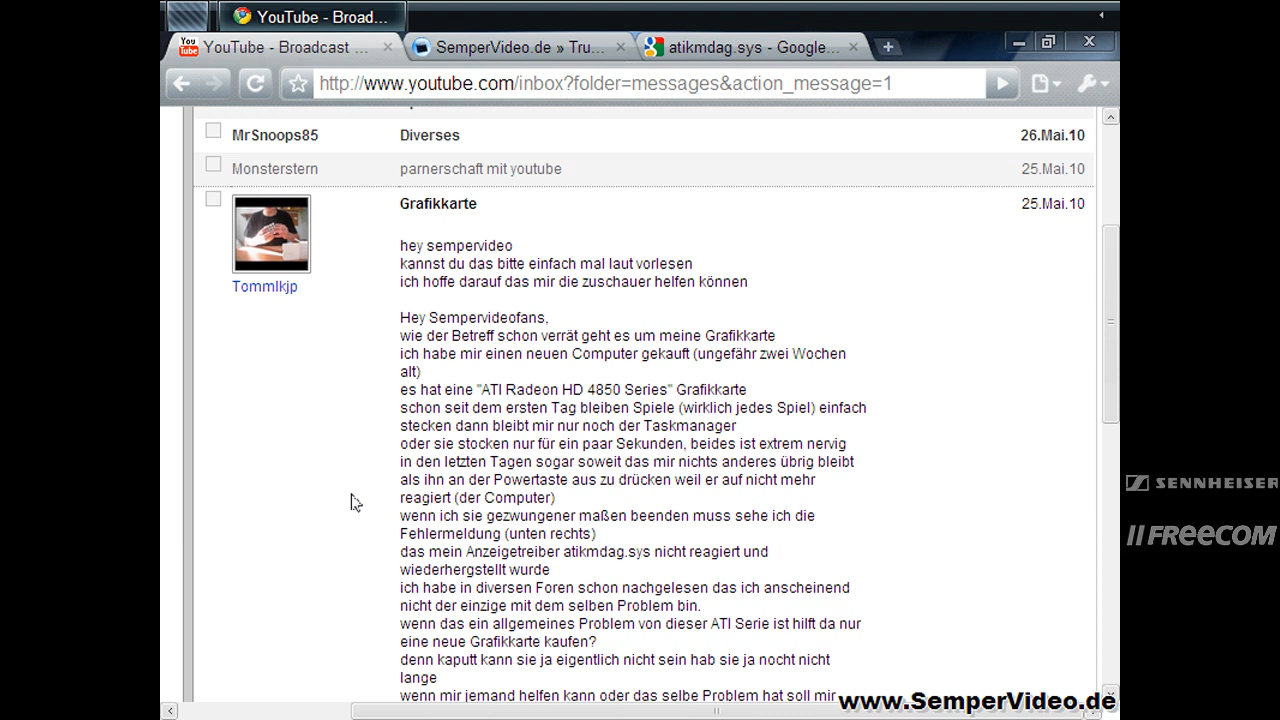 YouTube - Broad...
YouTube - Broadcast ...
SemperVideo.de » Tru...
atikmdag.sys - Google...
http://www.youtube.com/inbox?folder=messages&action_message=1
MrSnoops85 Diverses 26.Mai.10
Monsterstern parnerschaft mit youtube 25.Mai.10
Grafikkarte 25.Mai.10
Tommlkjp
hey sempervideo
kannst du das bitte einfach mal laut vorlesen
ich hoffe darauf das mir die zuschauer helfen können
Hey Sempervideofans,
wie der Betreff schon verrät geht es um meine Grafikkarte
ich habe mir einen neuen Computer gekauft (ungefähr zwei Wochen
alt)
es hat eine "ATI Radeon HD 4850 Series" Grafikkarte
schon seit dem ersten Tag bleiben Spiele (wirklich jedes Spiel) einfach
stecken dann bleibt mir nur noch der Taskmanager
oder sie stocken nur für ein paar Sekunden, beides ist extrem nervig
in den letzten Tagen sogar soweit das mir nichts anderes übrig bleibt
als ihn an der Powertaste aus zu drücken weil er auf nicht mehr
reagiert (der Computer)
wenn ich sie gezwungener maßen beenden muss sehe ich die
Fehlermeldung (unten rechts)
das mein Anzeigetreiber atikmdag.sys nicht reagiert und
wiederhergstellt wurde
ich habe in diversen Foren schon nachgelesen das ich anscheinend
nicht der einzige mit dem selben Problem bin.
wenn das ein allgemeines Problem von dieser ATI Serie ist hilft da nur
eine neue Grafikkarte kaufen?
denn kaputt kann sie ja eigentlich nicht sein hab sie ja nocht nicht
lange
wenn mir jemand helfen kann oder das selbe Problem hat soll mir
www.SemperVideo.de
SENNHEISER
FREECOM